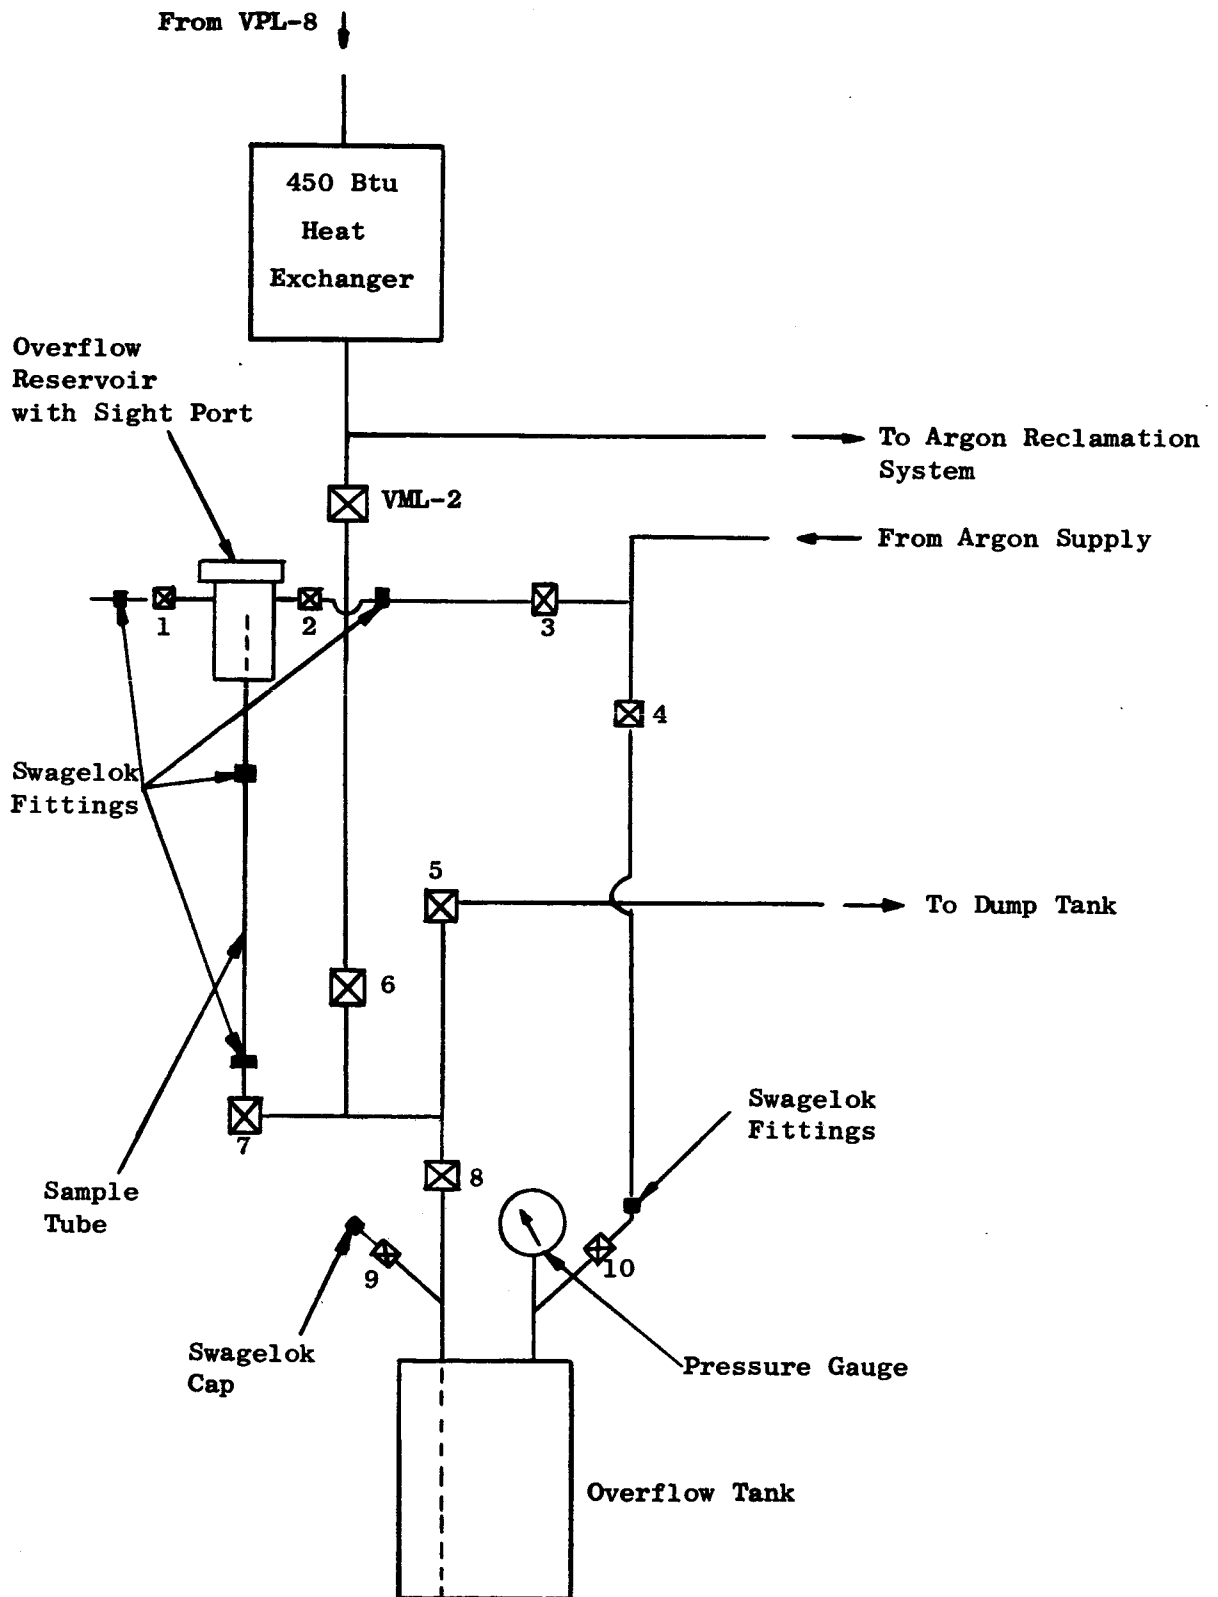 From VPL-8
450 Btu
Heat
Exchanger
Overflow
Reservoir
with Sight Port
To Argon Reclamation
System
VML-2
From Argon Supply
1
2
3
4
Swagelok
Fittings
5
To Dump Tank
6
7
Swagelok
Fittings
8
Sample
Tube
9
10
Swagelok
Cap
Pressure Gauge
Overflow Tank